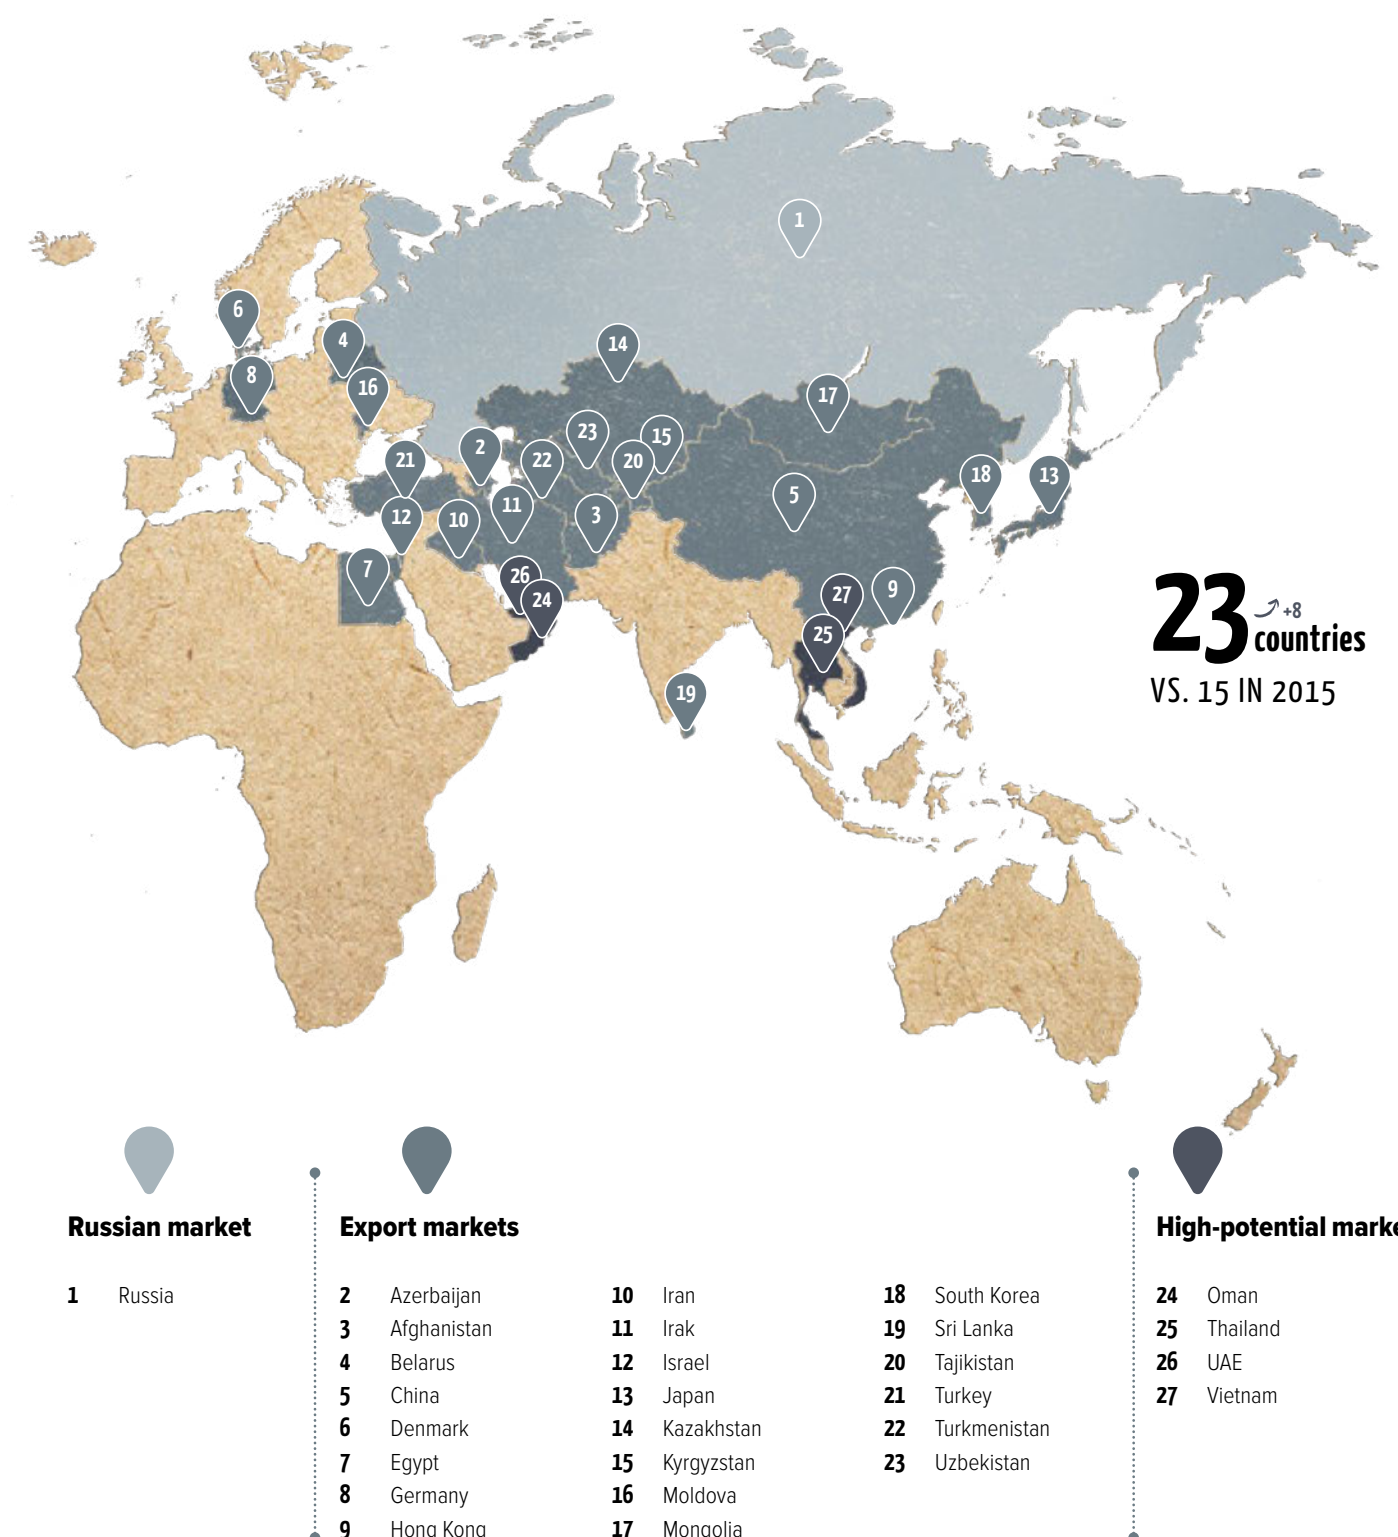 1
6
4
14
8
16
17
23
15
2
21
22
20
18
13
5
11
3
12
10
7
26
24
27
9
25
19
23 +8
countries
VS. 15 IN 2015
Russian market
1 Russia
Export markets
2 Azerbaijan
3 Afghanistan
4 Belarus
5 China
6 Denmark
7 Egypt
8 Germany
9 Hong Kong
10 Iran
11 Irak
12 Israel
13 Japan
14 Kazakhstan
15 Kyrgyzstan
16 Moldova
17 Mongolia
18 South Korea
19 Sri Lanka
20 Tajikistan
21 Turkey
22 Turkmenistan
23 Uzbekistan
High-potential marke
24 Oman
25 Thailand
26 UAE
27 Vietnam